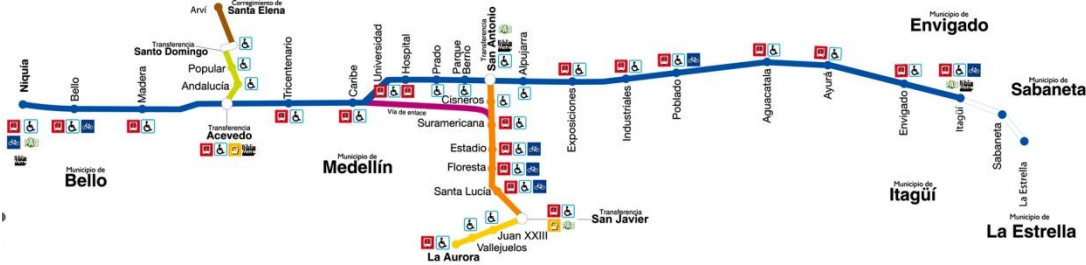 Arví
Corregimiento de
Santa Elena
Transferencia
Santo Domingo
Popular
Andalucía
Niquía
Bello
Madera
Transferencia
Acevedo
Tricentenario
Caribe
Universidad
Hospital
Prado
Parque
Berrío
Transferencia
San Antonio
Alpujarra
Exposiciones
Industriales
Poblado
Aguacatala
Ayurá
Envigado
Itagüí
Sabaneta
La Estrella
Vía de enlace
Cisneros
Suramericana
Estadio
Floresta
Santa Lucía
Transferencia
San Javier
Juan XXIII
Vallejuelos
La Aurora
Municipio de
Bello
Municipio de
Medellín
Municipio de
Envigado
Municipio de
Sabaneta
Municipio de
Itagüí
Municipio de
La Estrella